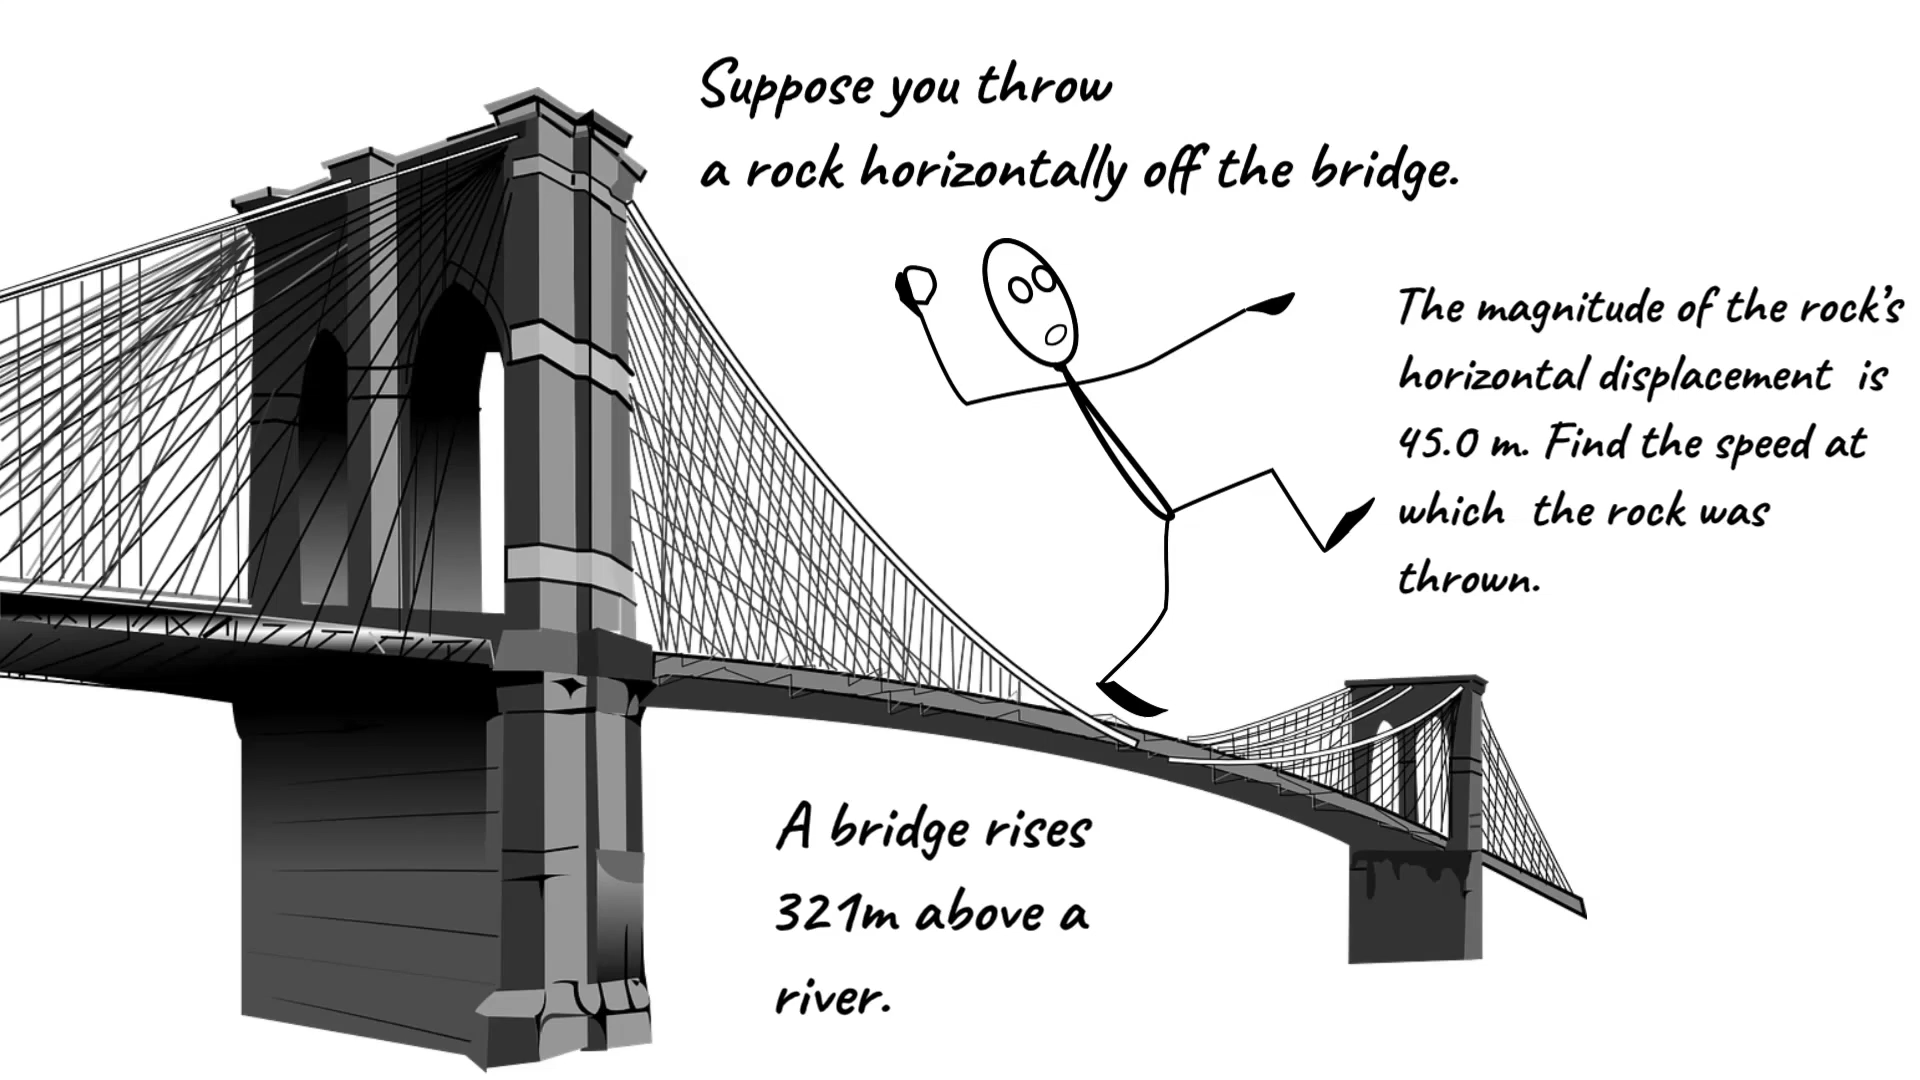 Suppose you throw
a rock horizontally off the bridge.
The magnitude of the rock’s
horizontal displacement is
45.0 m. Find the speed at
which the rock was
thrown.
A bridge rises
321m above a
river.